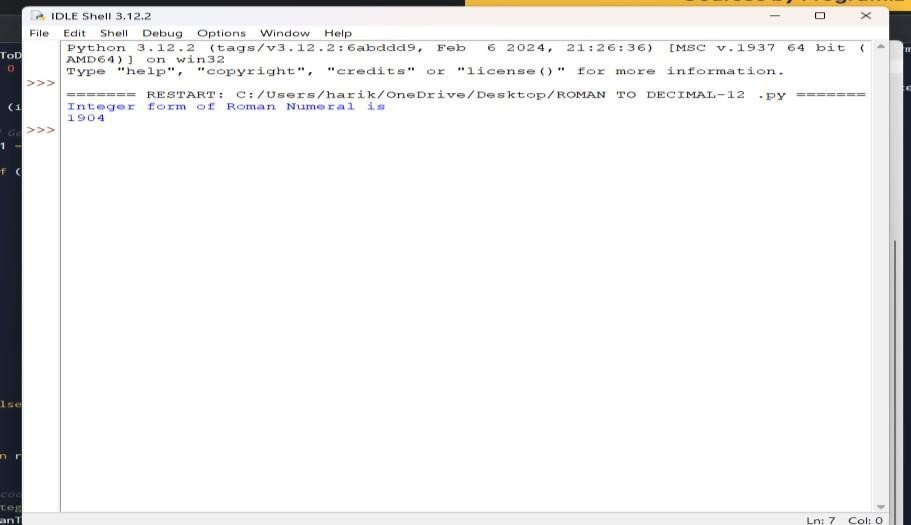 IDLE Shell 3.12.2
File Edit Shell Debug Options Window Help
Python 3.12.2 (tags/v3.12.2:6abddd9, Feb  6 2024, 21:26:36) [MSC v.1937 64 bit (
AMD64)] on win32
Type "help", "copyright", "credits" or "license()" for more information.
>>>
======= RESTART: C:/Users/harik/OneDrive/Desktop/ROMAN TO DECIMAL-12 .py =======
Integer form of Roman Numeral is
1904
>>>
Ln: 7 Col: 0